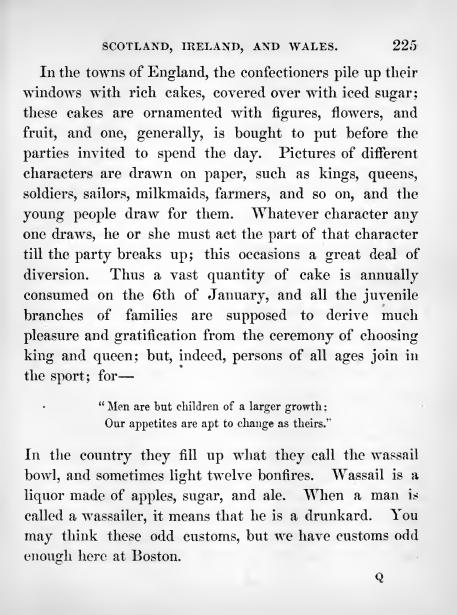 SCOTLAND, IRELAND, AND WALES. 225
In the towns of England, the confectioners pile up their
windows with rich cakes, covered over with iced sugar;
these cakes are ornamented with figures, flowers, and
fruit, and one, generally, is bought to put before the
parties invited to spend the day. Pictures of different
characters are drawn on paper, such as kings, queens,
soldiers, sailors, milkmaids, farmers, and so on, and the
young people draw for them. Whatever character any
one draws, he or she must act the part of that character
till the party breaks up; this occasions a great deal of
diversion. Thus a vast quantity of cake is annually
consumed on the 6th of January, and all the juvenile
branches of families are supposed to derive much
pleasure and gratification from the ceremony of choosing
king and queen; but, indeed, persons of all ages join in
the sport; for—
“Men are but children of a larger growth;
Our appetites are apt to change as theirs.”
In the country they fill up what they call the wassail
bowl, and sometimes light twelve bonfires. Wassail is a
liquor made of apples, sugar, and ale. When a man is
called a wassailer, it means that he is a drunkard. You
may think these odd customs, but we have customs odd
enough here at Boston.
Q